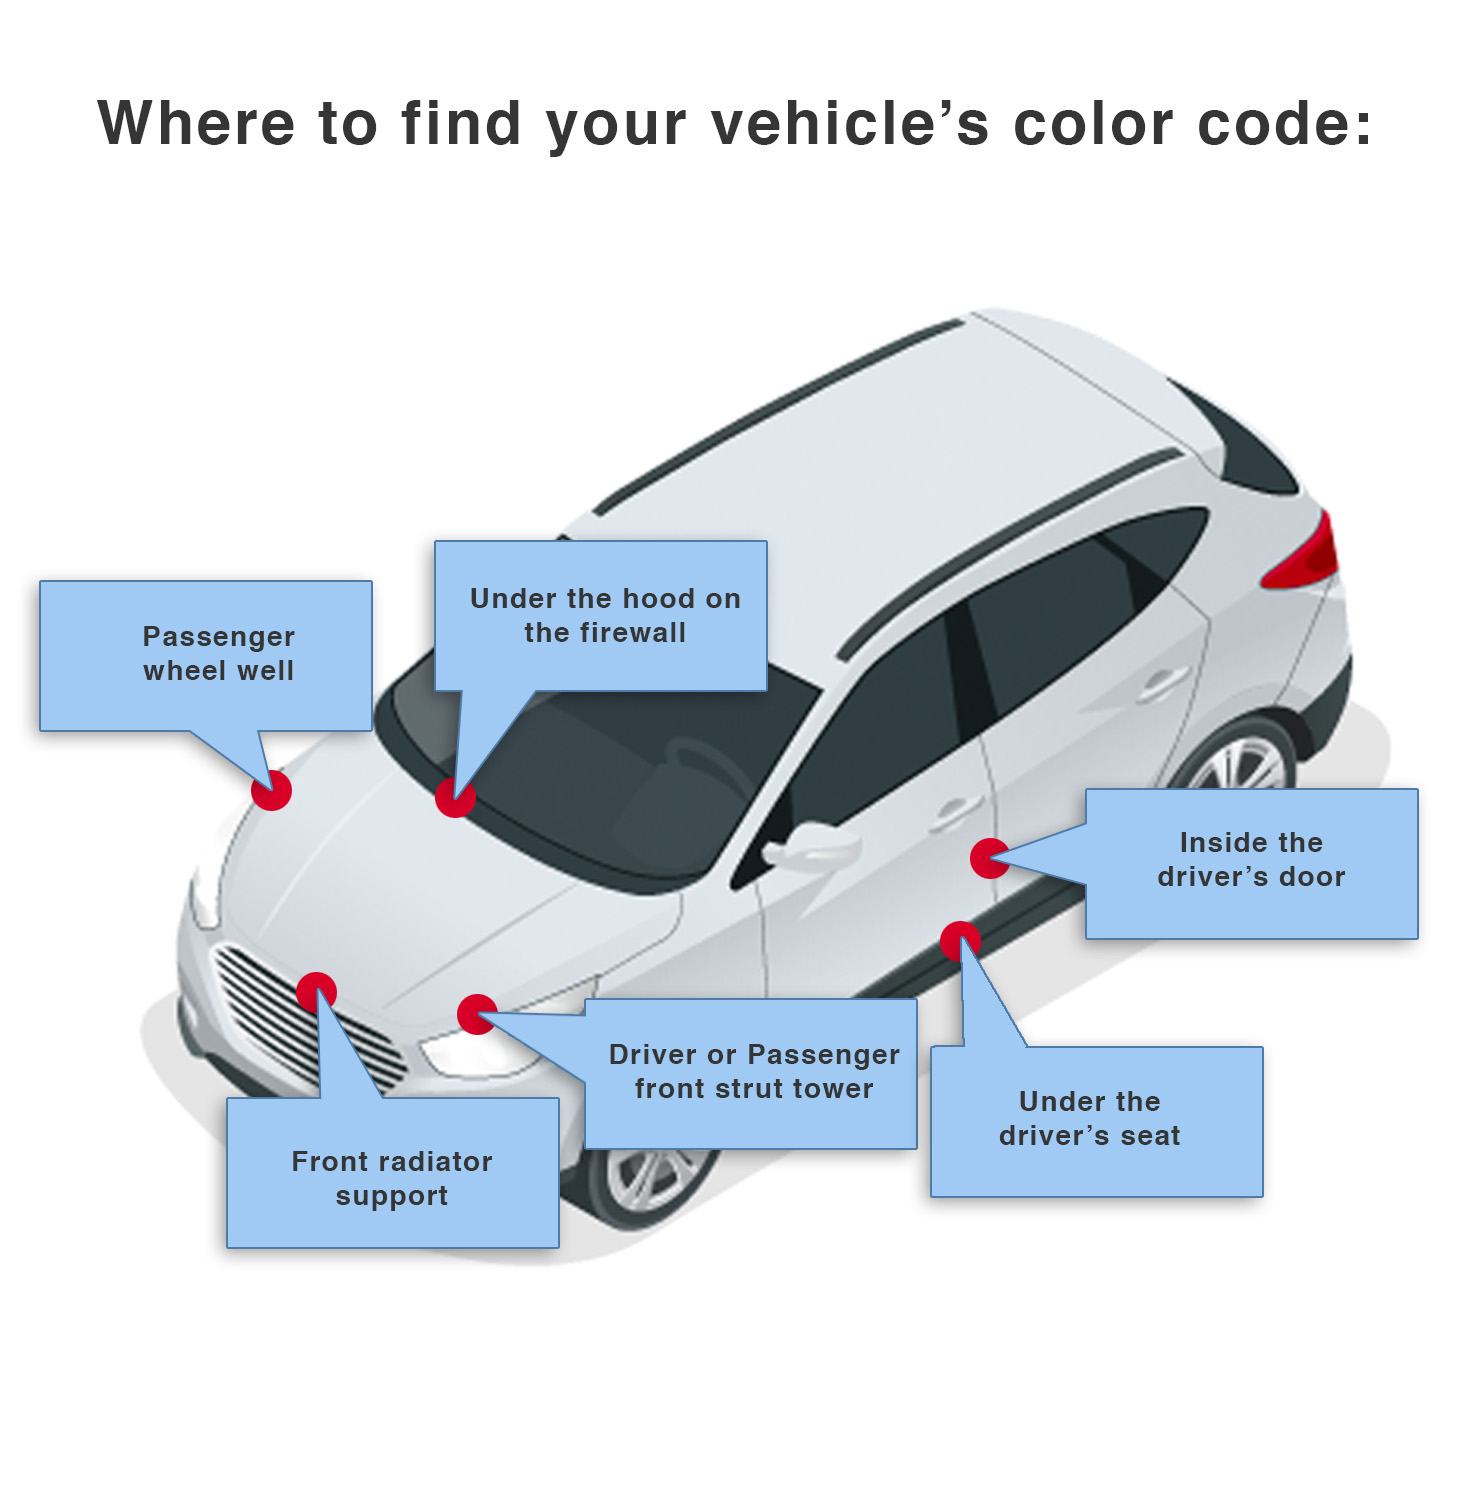 Where to find your vehicle’s color code:
Under the hood on
the firewall
Passenger
wheel well
Inside the
driver’s door
Driver or Passenger
front strut tower
Under the
driver’s seat
Front radiator
support